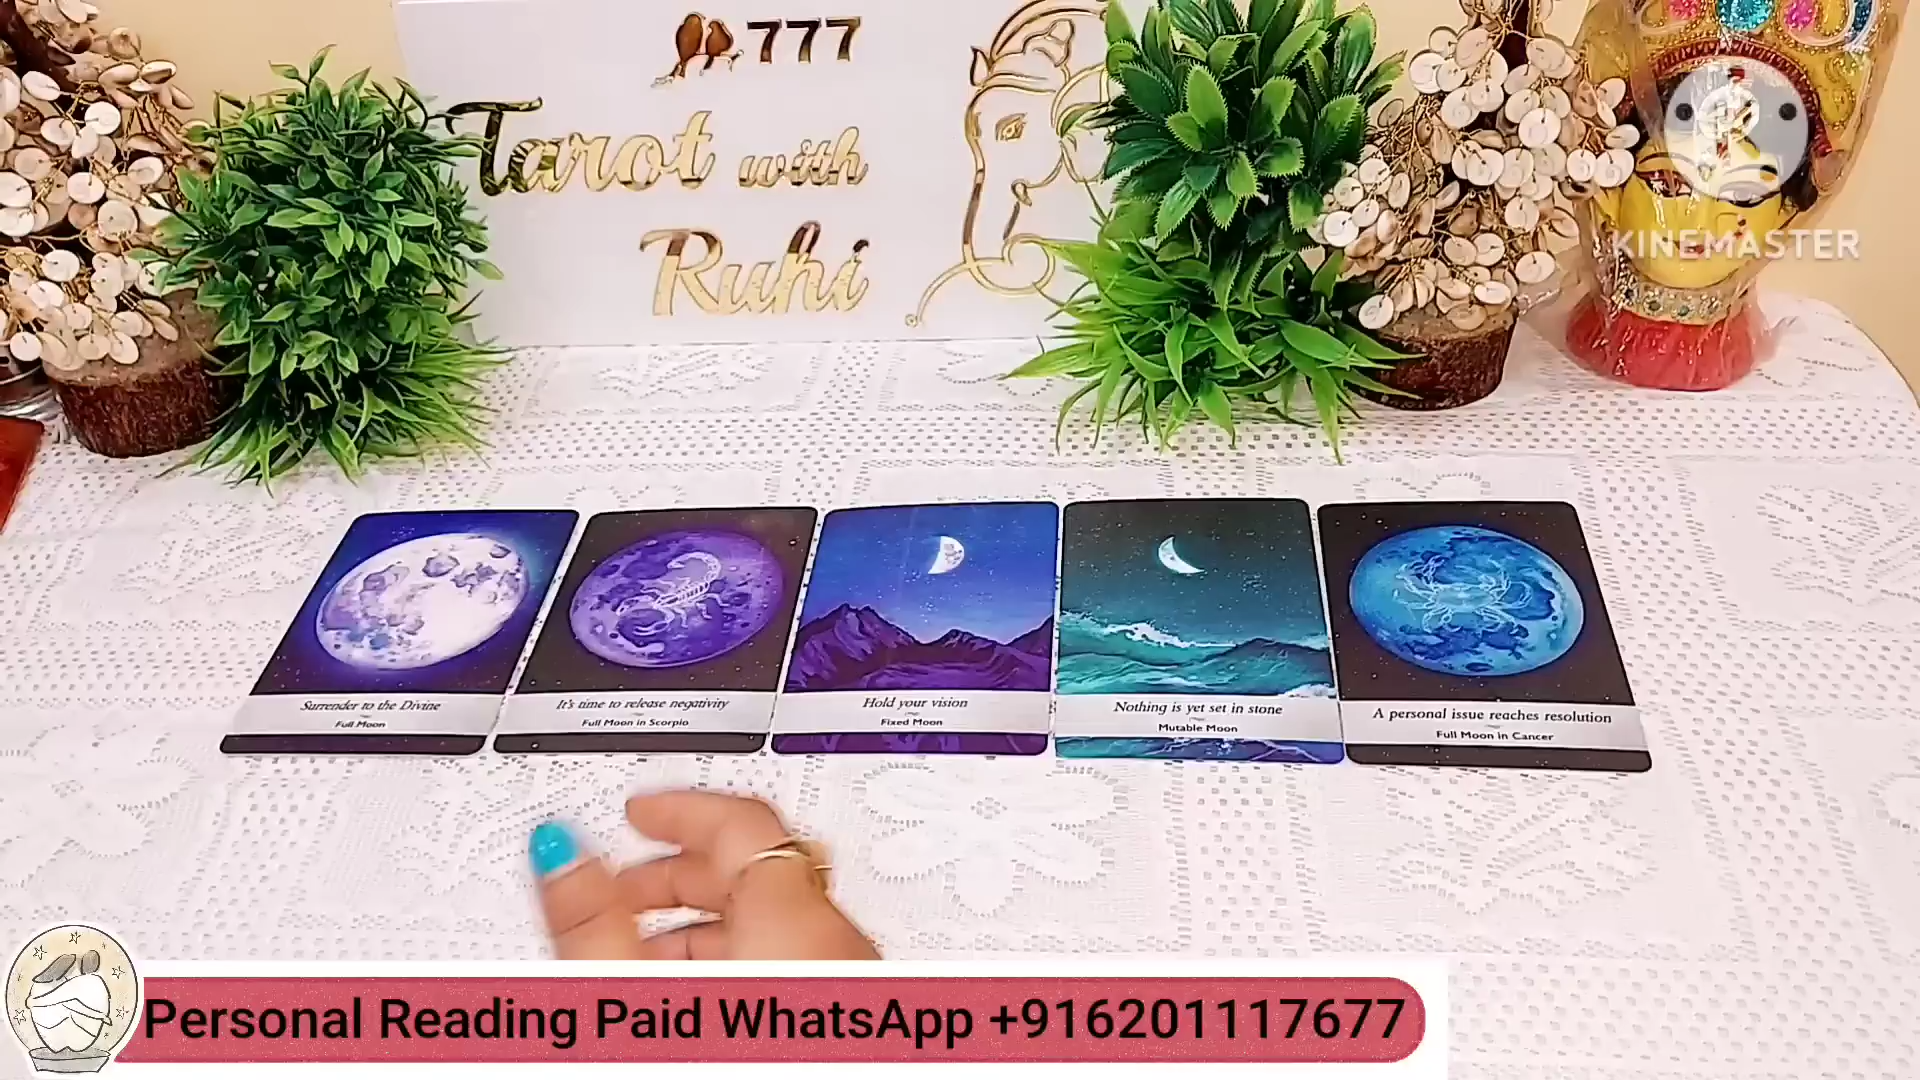 777
Tarot with
Ruhi
KINEMASTER
Surrender to the Divine
Full Moon
It's time to release negativity
Full Moon in Scorpio
Hold your vision
Fixed Moon
Nothing is yet set in stone
Mutable Moon
A personal issue reaches resolution
Full Moon in Cancer
Personal Reading Paid WhatsApp +916201117677